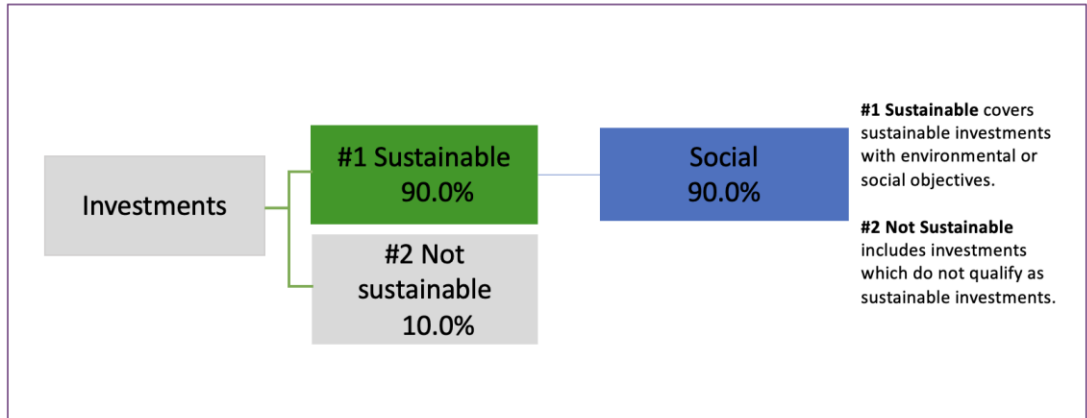 Investments
#1 Sustainable
90.0%
#2 Not
sustainable
10.0%
Social
90.0%
#1 Sustainable covers
sustainable investments
with environmental or
social objectives.
#2 Not Sustainable
includes investments
which do not qualify as
sustainable investments.